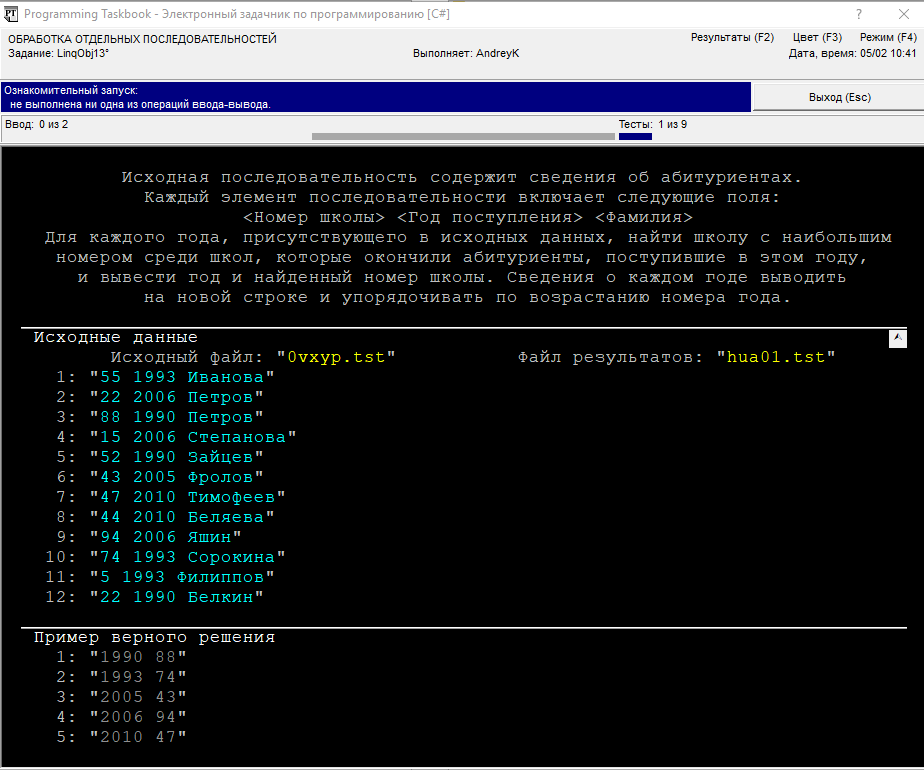 Programming Taskbook - Электронный задачник по программированию [C#]
ОБРАБОТКА ОТДЕЛЬНЫХ ПОСЛЕДОВАТЕЛЬНОСТЕЙ
Результаты (F2) Цвет (F3) Режим (F4)
Задание: LinqObj13° Выполняет: AndreyK Дата, время: 05/02 10:41
Ознакомительный запуск:
не выполнена ни одна из операций ввода-вывода.
Выход (Esc)
Ввод: 0 из 2 Тесты: 1 из 9
Исходная последовательность содержит сведения об абитуриентах.
Каждый элемент последовательности включает следующие поля:
<Номер школы> <Год поступления> <Фамилия>
Для каждого года, присутствующего в исходных данных, найти школу с наибольшим
номером среди школ, которые окончили абитуриенты, поступившие в этом году,
и вывести год и найденный номер школы. Сведения о каждом годе выводить
на новой строке и упорядочивать по возрастанию номера года.
Исходные данные
Исходный файл: "0vxyp.tst" Файл результатов: "hua01.tst"
1: "55 1993 Иванова"
2: "22 2006 Петров"
3: "88 1990 Петров"
4: "15 2006 Степанова"
5: "52 1990 Зайцев"
6: "43 2005 Фролов"
7: "47 2010 Тимофеев"
8: "44 2010 Беляева"
9: "94 2006 Яшин"
10: "74 1993 Сорокина"
11: "5 1993 Филиппов"
12: "22 1990 Белкин"
Пример верного решения
1: "1990 88"
2: "1993 74"
3: "2005 43"
4: "2006 94"
5: "2010 47"